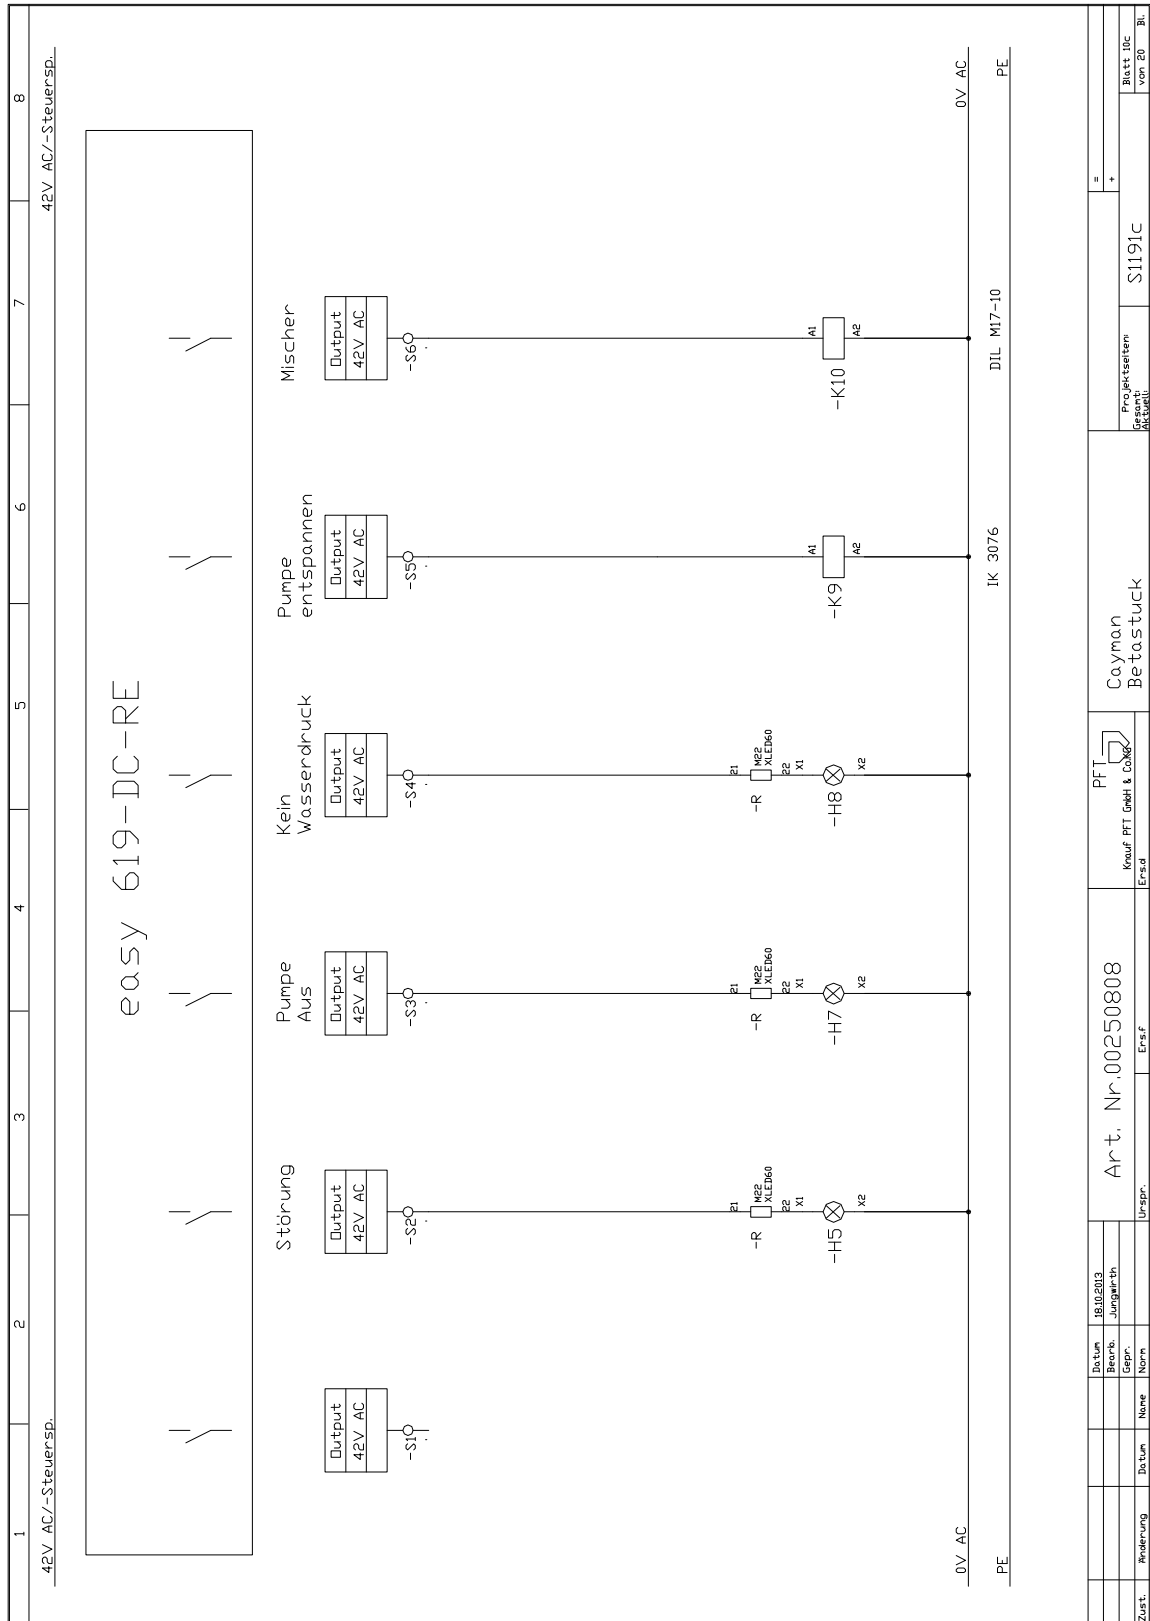 1 2 3 4 5 6 7 8
42V AC/-Steuersp. 42V AC/-Steuersp.
easy 619-DC-RE
Störung
Pumpe
Aus
Kein
Wasserdruck
Pumpe
entspannen
Mischer
Output Output Output Output Output Output
42V AC 42V AC 42V AC 42V AC 42V AC 42V AC
-S1 -S2 -S3 -S4 -S5 -S6
-R 21 22 M22 XLED60
-H5 X1 X2
-R 21 22 M22 XLED60
-H7 X1 X2
-R 21 22 M22 XLED60
-H8 X1 X2
-K9 A1 A2
-K10 A1 A2
0V AC 0V AC
PE IK 3076 DIL M17-10 PE
Zust. Änderung Datum Name
Datum 18.10.2013
Bearb. Jungwirth
Gepr.
Norm
Art. Nr.00250808
Urspr. Ers.f Ers.d
PFT
Knauf PFT GmbH & Co.KG
Cayman
Betastuck
Projektseiten:
Gesamt:
Aktuell:
S1191c
=
+
Blatt 10c
von 20 Bl.